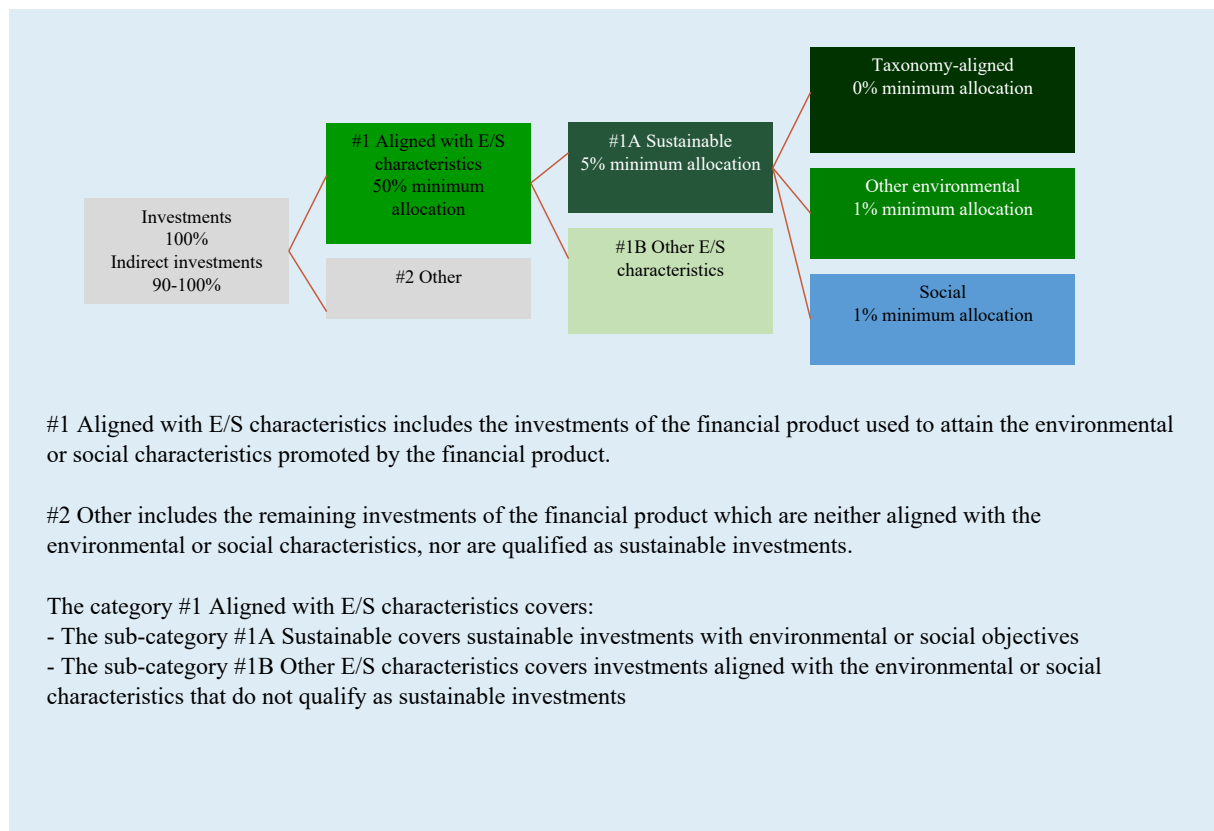 Investments
100%
Indirect investments
90-100%
#1 Aligned with E/S
characteristics
50% minimum
allocation
#2 Other
#1A Sustainable
5% minimum allocation
#1B Other E/S
characteristics
Taxonomy-aligned
0% minimum allocation
Other environmental
1% minimum allocation
Social
1% minimum allocation
#1 Aligned with E/S characteristics includes the investments of the financial product used to attain the environmental
or social characteristics promoted by the financial product.
#2 Other includes the remaining investments of the financial product which are neither aligned with the
environmental or social characteristics, nor are qualified as sustainable investments.
The category #1 Aligned with E/S characteristics covers:
- The sub-category #1A Sustainable covers sustainable investments with environmental or social objectives
- The sub-category #1B Other E/S characteristics covers investments aligned with the environmental or social
characteristics that do not qualify as sustainable investments